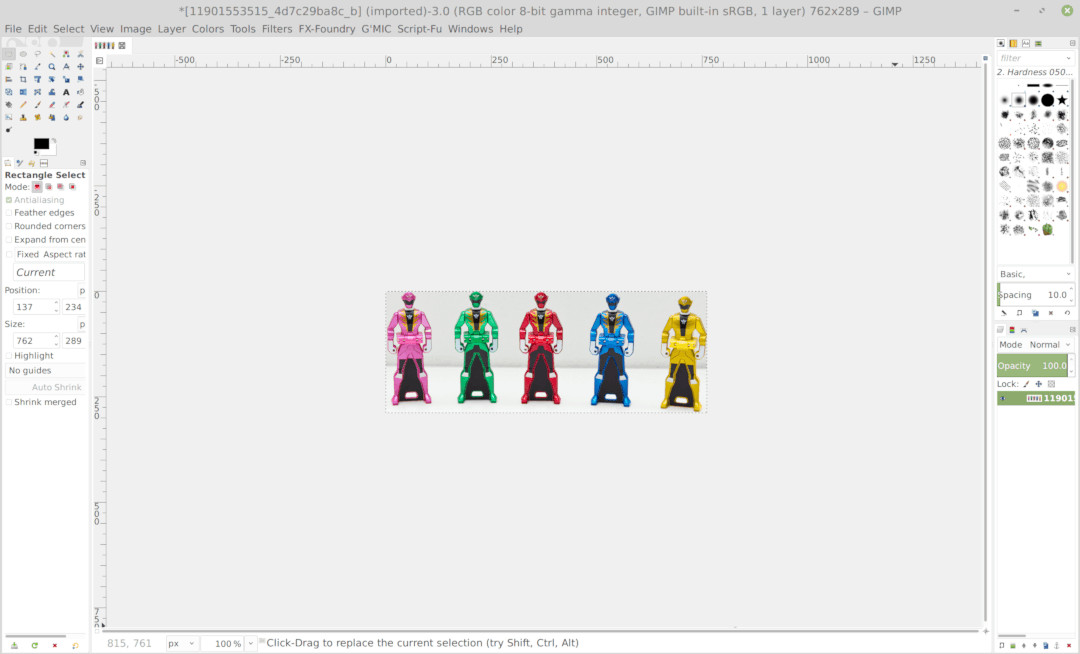 *[11901553515_4d7c29ba8c_b] (imported)-3.0 (RGB color 8-bit gamma integer, GIMP built-in sRGB, 1 layer) 762x289 – GIMP
File Edit Select View Image Layer Colors Tools Filters FX-Foundry G'MIC Script-Fu Windows Help
-500 -250 0 250 500 750 1000 1250
filter
2. Hardness 050...
Rectangle Select
Mode:
Antialiasing
Feather edges
Rounded corners
Expand from cen
Fixed Aspect rat
Current
Position: p
137 234
Size: p
762 289
Highlight
No guides
Auto Shrink
Shrink merged
Basic,
Spacing 10.0
Mode Normal
Opacity 100.0
Lock:
11901
815, 761 px 100 % Click-Drag to replace the current selection (try Shift, Ctrl, Alt)